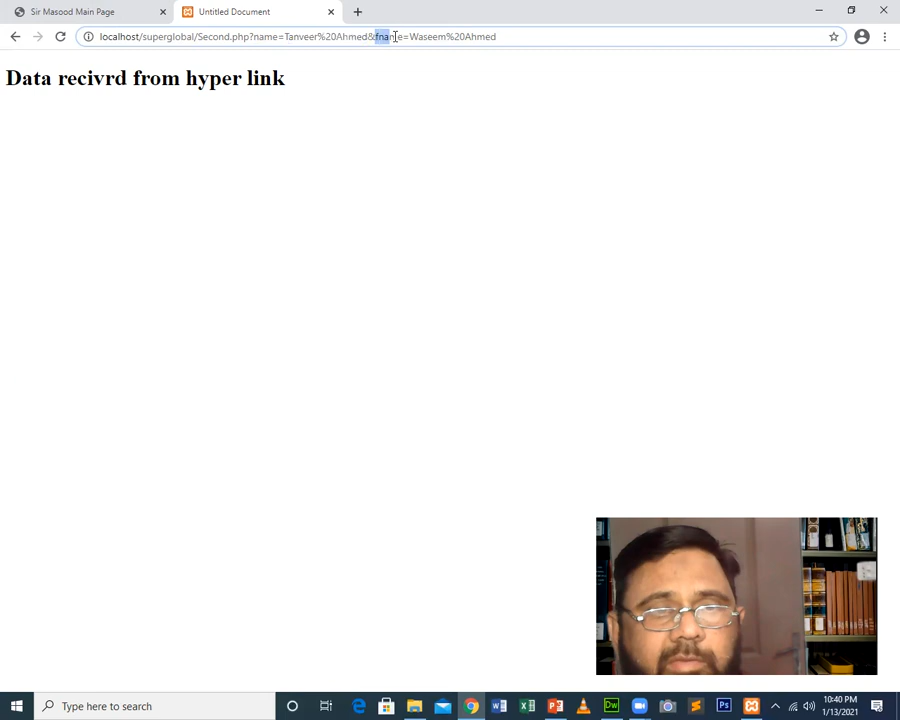 Sir Masood Main Page
Untitled Document
localhost/superglobal/Second.php?name=Tanveer%20Ahmed&fname=Waseem%20Ahmed
Data recivrd from hyper link
Type here to search
10:40 PM
1/13/2021